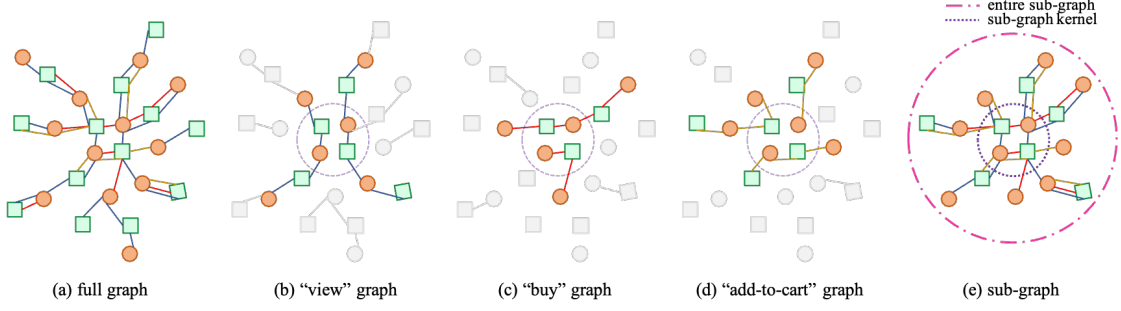 entire sub-graph
sub-graph kernel
(a) full graph
(b) “view” graph
(c) “buy” graph
(d) “add-to-cart” graph
(e) sub-graph